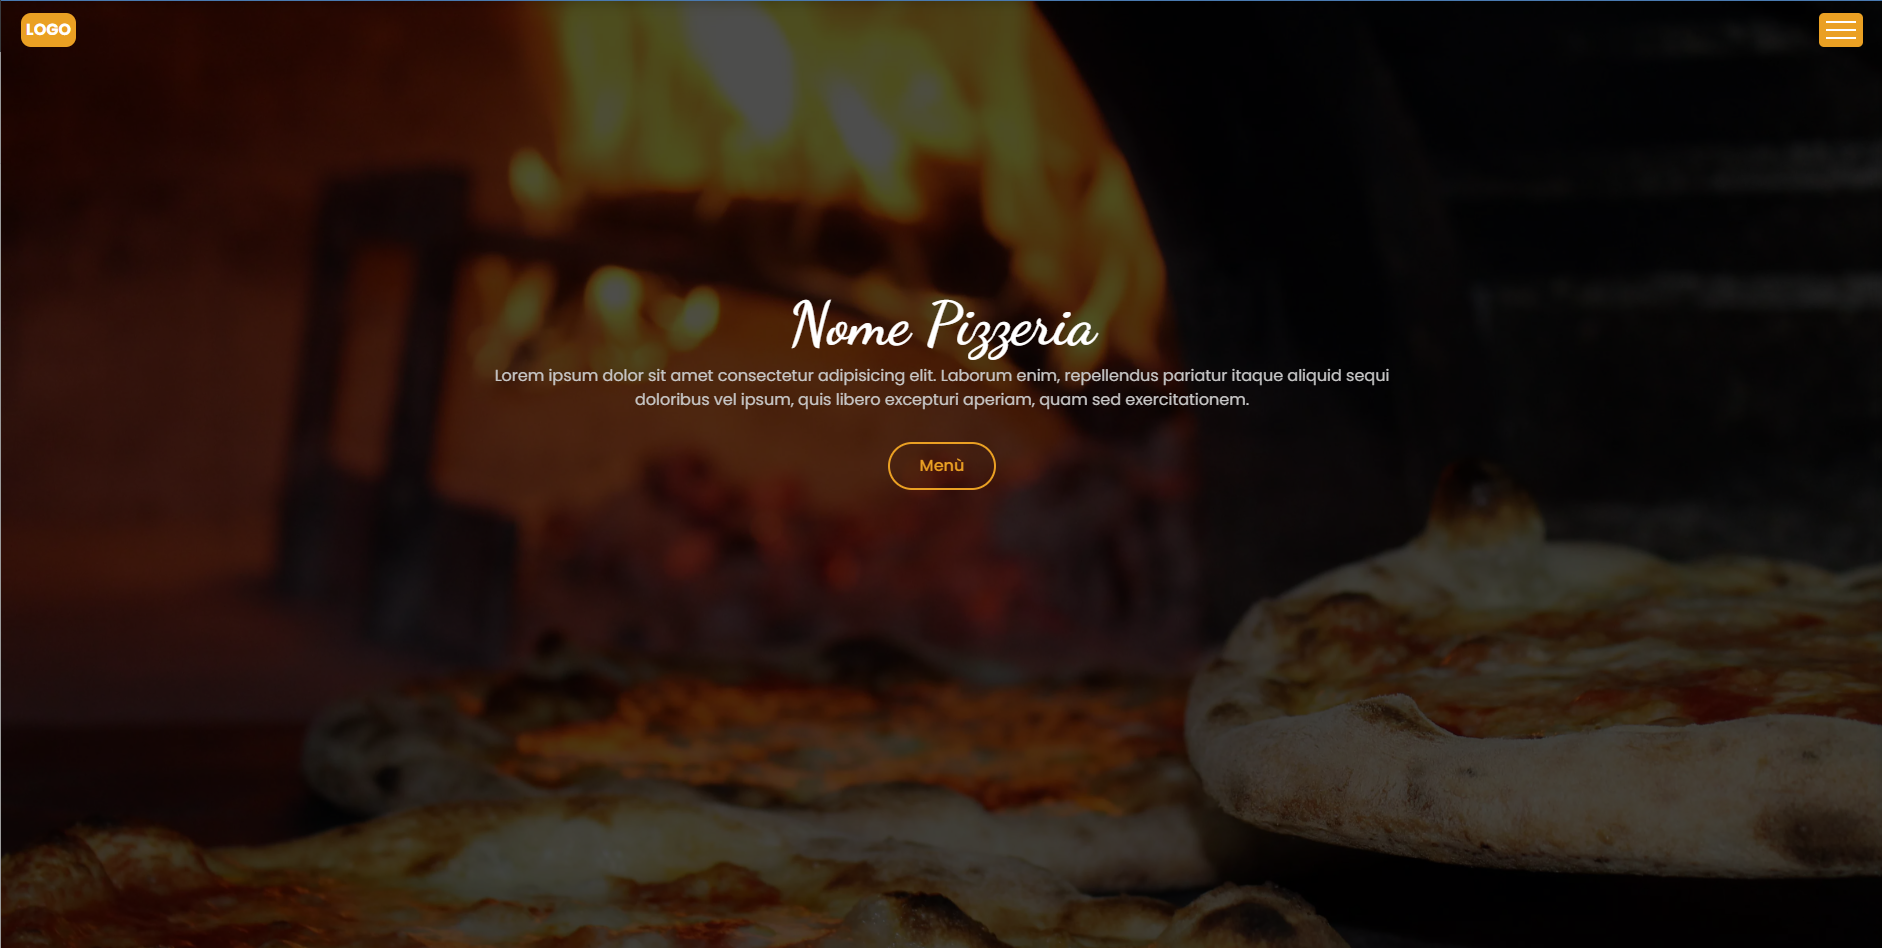 LOGO
Nome Pizzeria
Lorem ipsum dolor sit amet consectetur adipisicing elit. Laborum enim, repellendus pariatur itaque aliquid sequi
doloribus vel ipsum, quis libero excepturi aperiam, quam sed exercitationem.
Menù